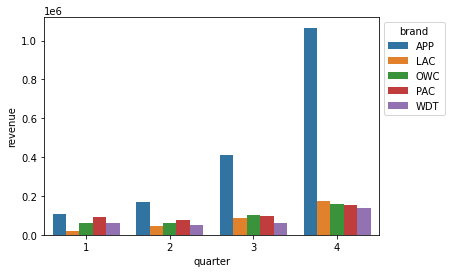 1e6
1.0
0.8
0.6
0.4
0.2
0.0
revenue
1 2 3 4
quarter
brand
APP
LAC
OWC
PAC
WDT